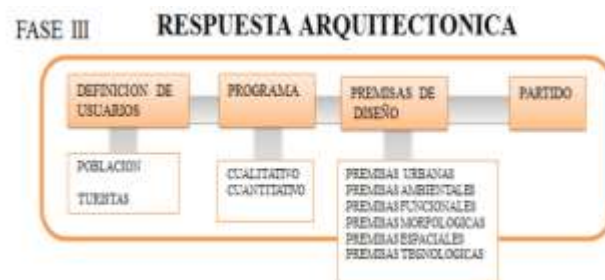 FASE III
RESPUESTA ARQUITECTONICA
DEFINICION DE
USUARIOS
PROGRAMA
PREMISAS DE
DISEÑO
PARTIDO
POBLACION
TURISTAS
CUALITATIVO
CUANTITATIVO
PREMISAS URBANAS
PREMISAS AMBIENTALES
PREMISAS FUNCIONALES
PREMISAS MORFOLOGICAS
PREMISAS ESPACIALES
PREMISAS TEGNOLOGICAS